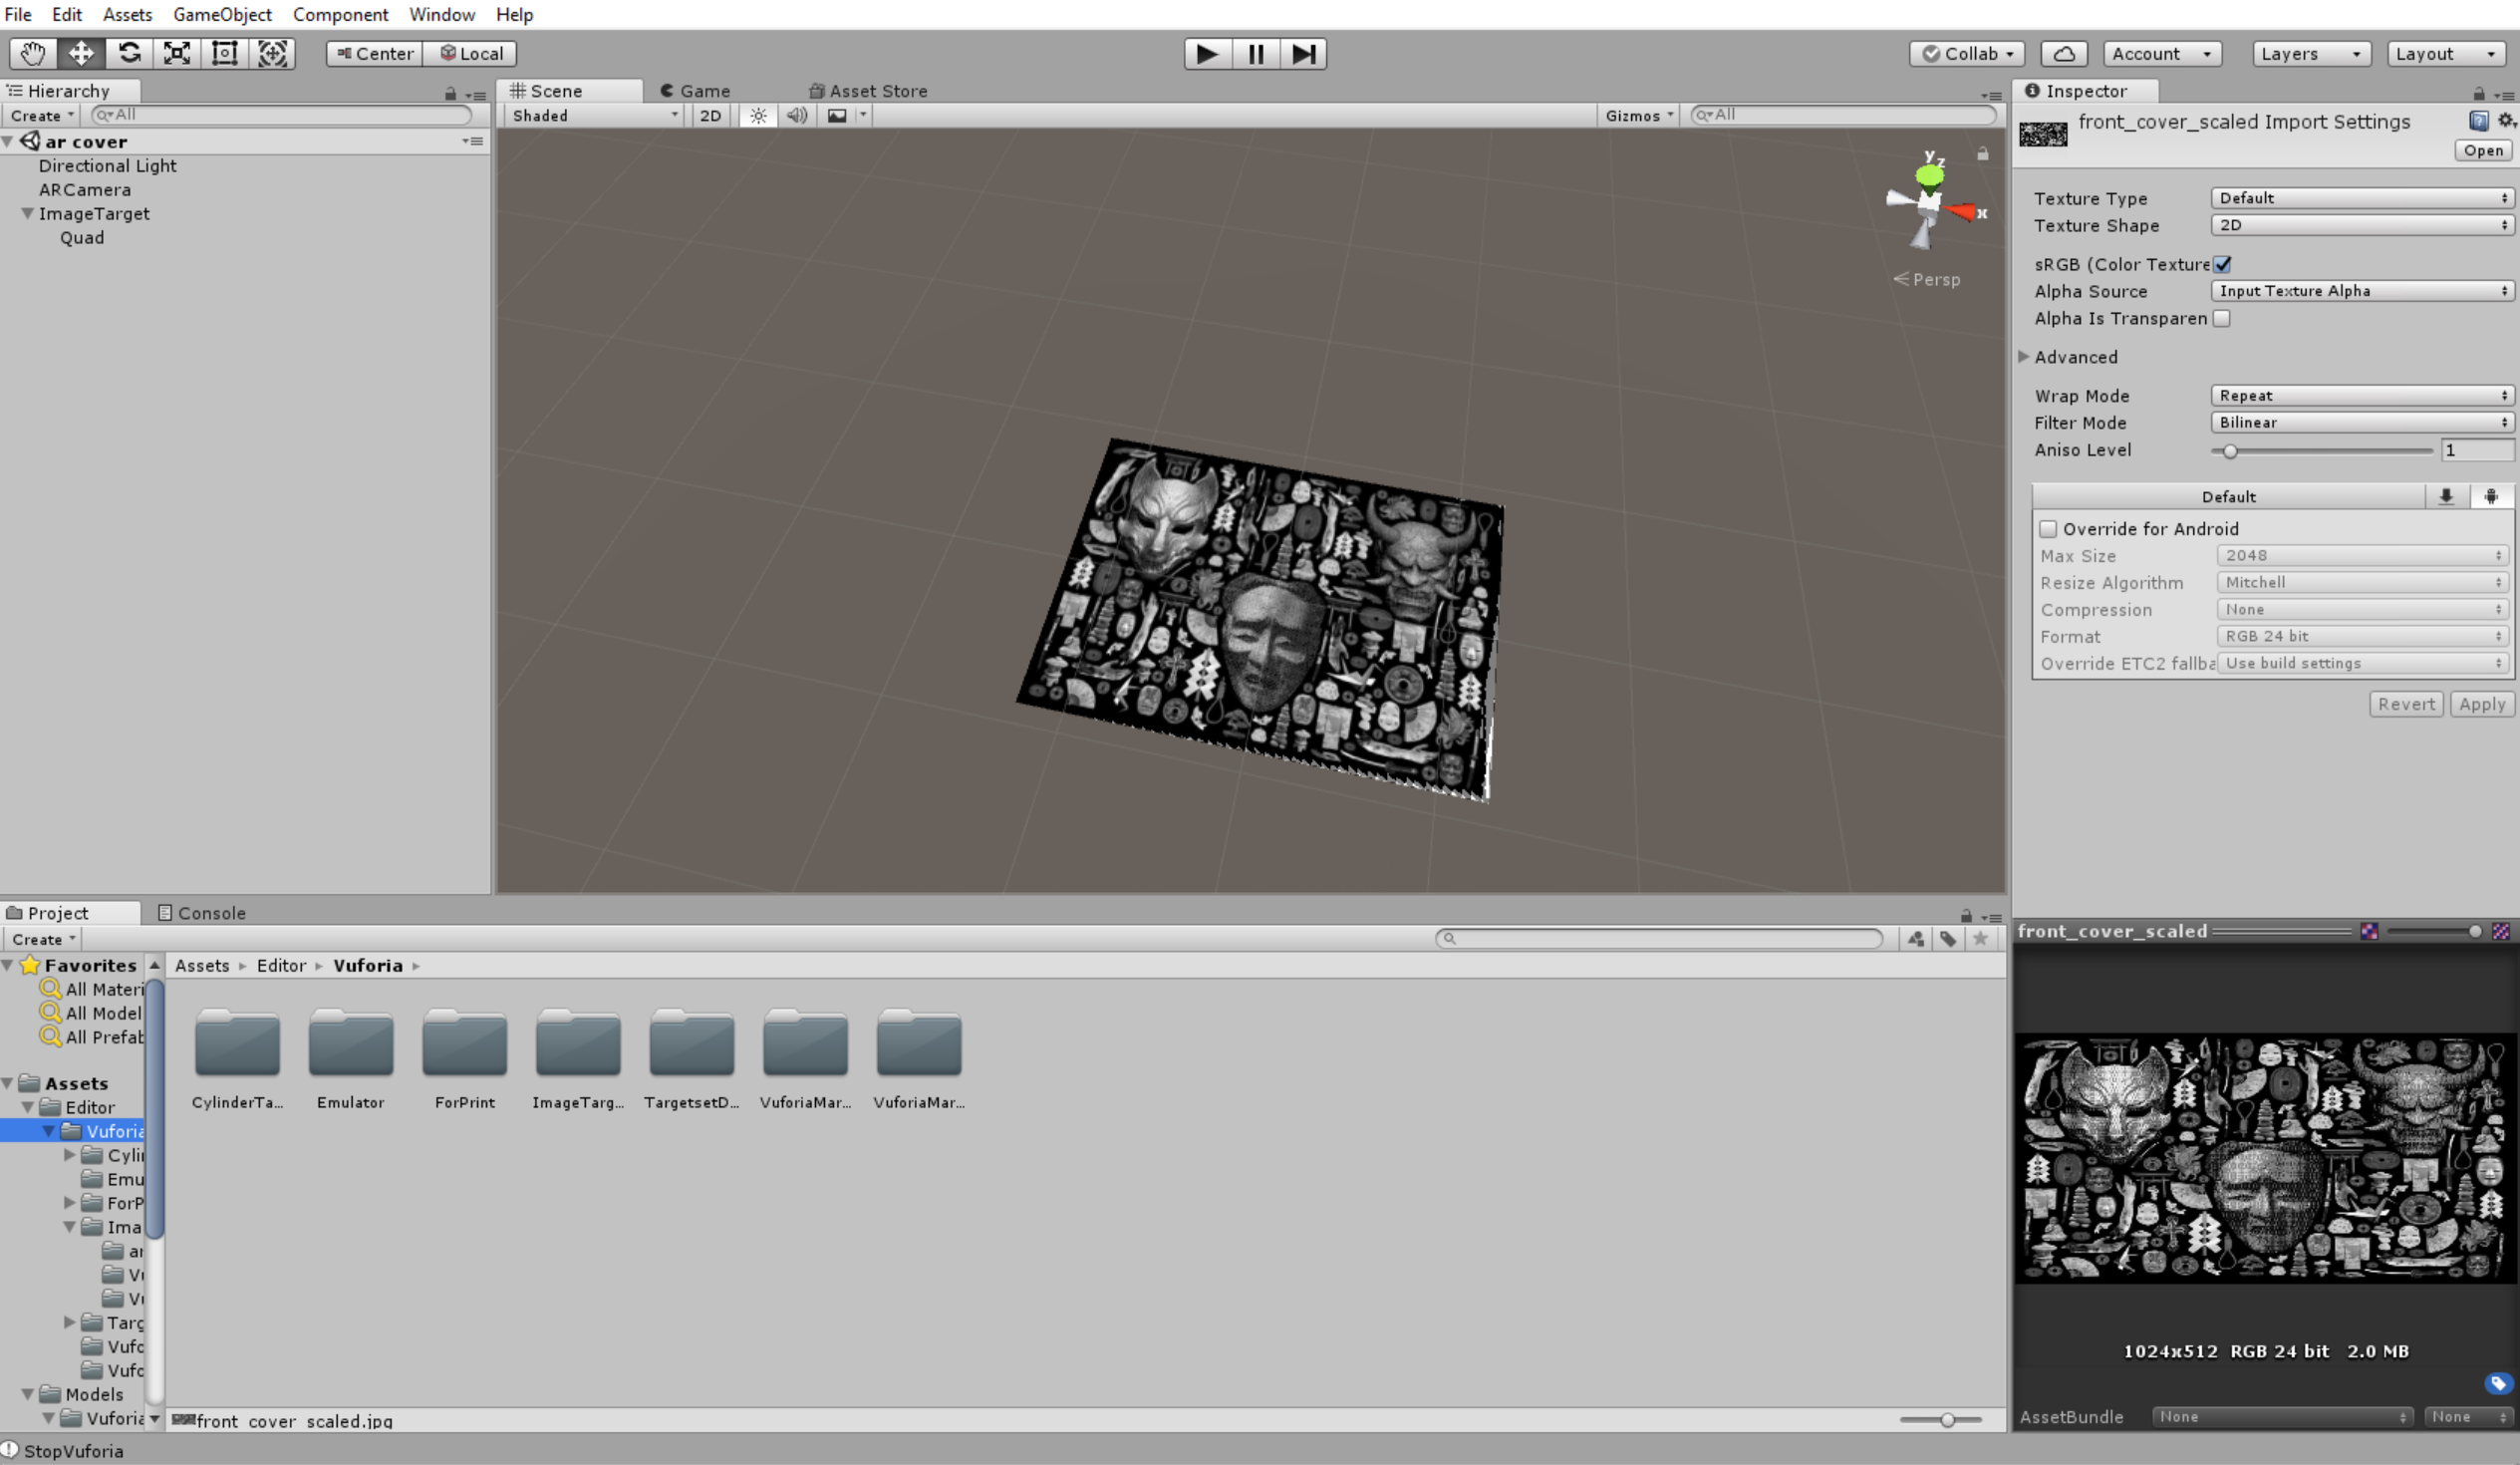 File Edit Assets GameObject Component Window Help
Center Local Collab Account Layers Layout
Hierarchy
Create All
ar cover
Directional Light
ARCamera
ImageTarget
Quad
Scene Game Asset Store
Shaded 2D Gizmos All
y z
x
Persp
Inspector
front_cover_scaled Import Settings
Open
Texture Type Default
Texture Shape 2D
sRGB (Color Texture
Alpha Source Input Texture Alpha
Alpha Is Transparen
Advanced
Wrap Mode Repeat
Filter Mode Bilinear
Aniso Level 1
Default
Override for Android
Max Size 2048
Resize Algorithm Mitchell
Compression None
Format RGB 24 bit
Override ETC2 fallba Use build settings
Revert Apply
Project Console
Create
Favorites
All Materi
All Model
All Prefab
Assets
Editor
Vuforia
Cylin
Emu
ForP
Ima
ar
Vu
Vu
Targ
Vufo
Vufo
Models
Vuforia
Assets Editor Vuforia
CylinderTa... Emulator ForPrint ImageTarg... TargetsetD... VuforiaMar... VuforiaMar...
front_cover_scaled.jpg
front_cover_scaled
1024x512 RGB 24 bit 2.0 MB
AssetBundle None None
StopVuforia